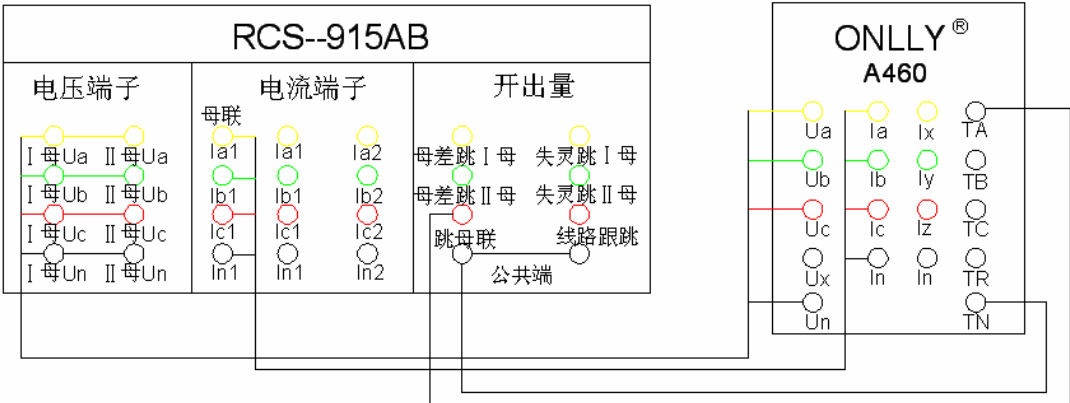 RCS--915AB
电压端子
电流端子
开出量
ONLLY®
A460
母联
Ⅰ母Ua Ⅱ母Ua
Ia1 Ia1 Ia2
母差跳Ⅰ母 失灵跳Ⅰ母
Ua Ia Ix TA
Ⅰ母Ub Ⅱ母Ub
Ib1 Ib1 Ib2
母差跳Ⅱ母 失灵跳Ⅱ母
Ub Ib Iy TB
Ⅰ母Uc Ⅱ母Uc
Ic1 Ic1 Ic2
跳母联 线路跟跳
Uc Ic Iz TC
Ⅰ母Un Ⅱ母Un
In1 In1 In2
公共端
Ux In In TR
Un TN